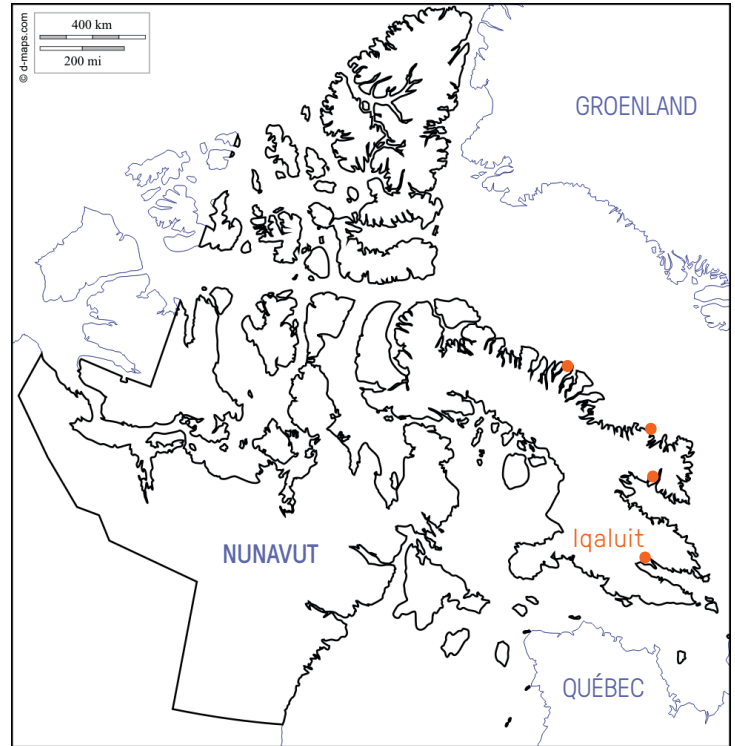 © d-maps.com
400 km
200 mi
GROENLAND
Iqaluit
NUNAVUT
QUÉBEC